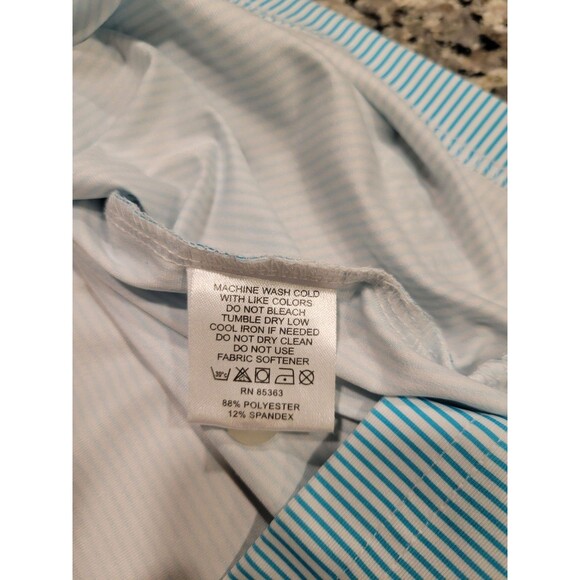 MACHINE WASH COLD
WITH LIKE COLORS
DO NOT BLEACH
TUMBLE DRY LOW
COOL IRON IF NEEDED
DO NOT DRY CLEAN
DO NOT USE
FABRIC SOFTENER
30°c
RN 85363
88% POLYESTER
12% SPANDEX